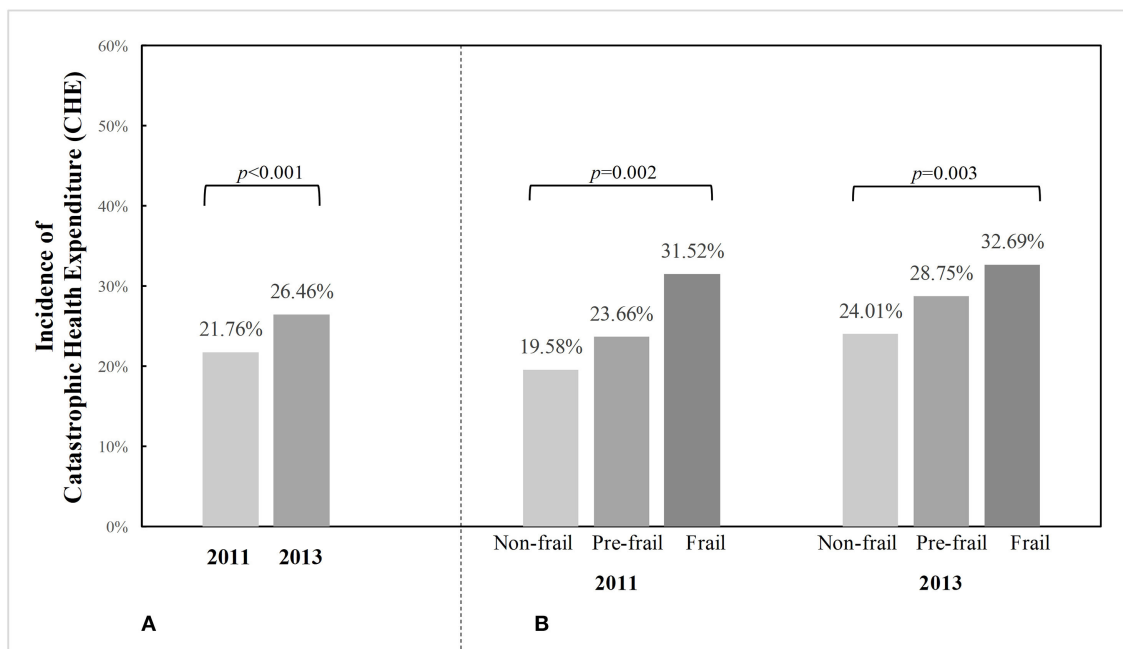 Incidence of
Catastrophic Health Expenditure (CHE)
60%
50%
40%
30%
20%
10%
0%
p<0.001
21.76%
26.46%
2011
2013
A
p=0.002
19.58%
23.66%
31.52%
Non-frail
Pre-frail
Frail
2011
p=0.003
24.01%
28.75%
32.69%
Non-frail
Pre-frail
Frail
2013
B